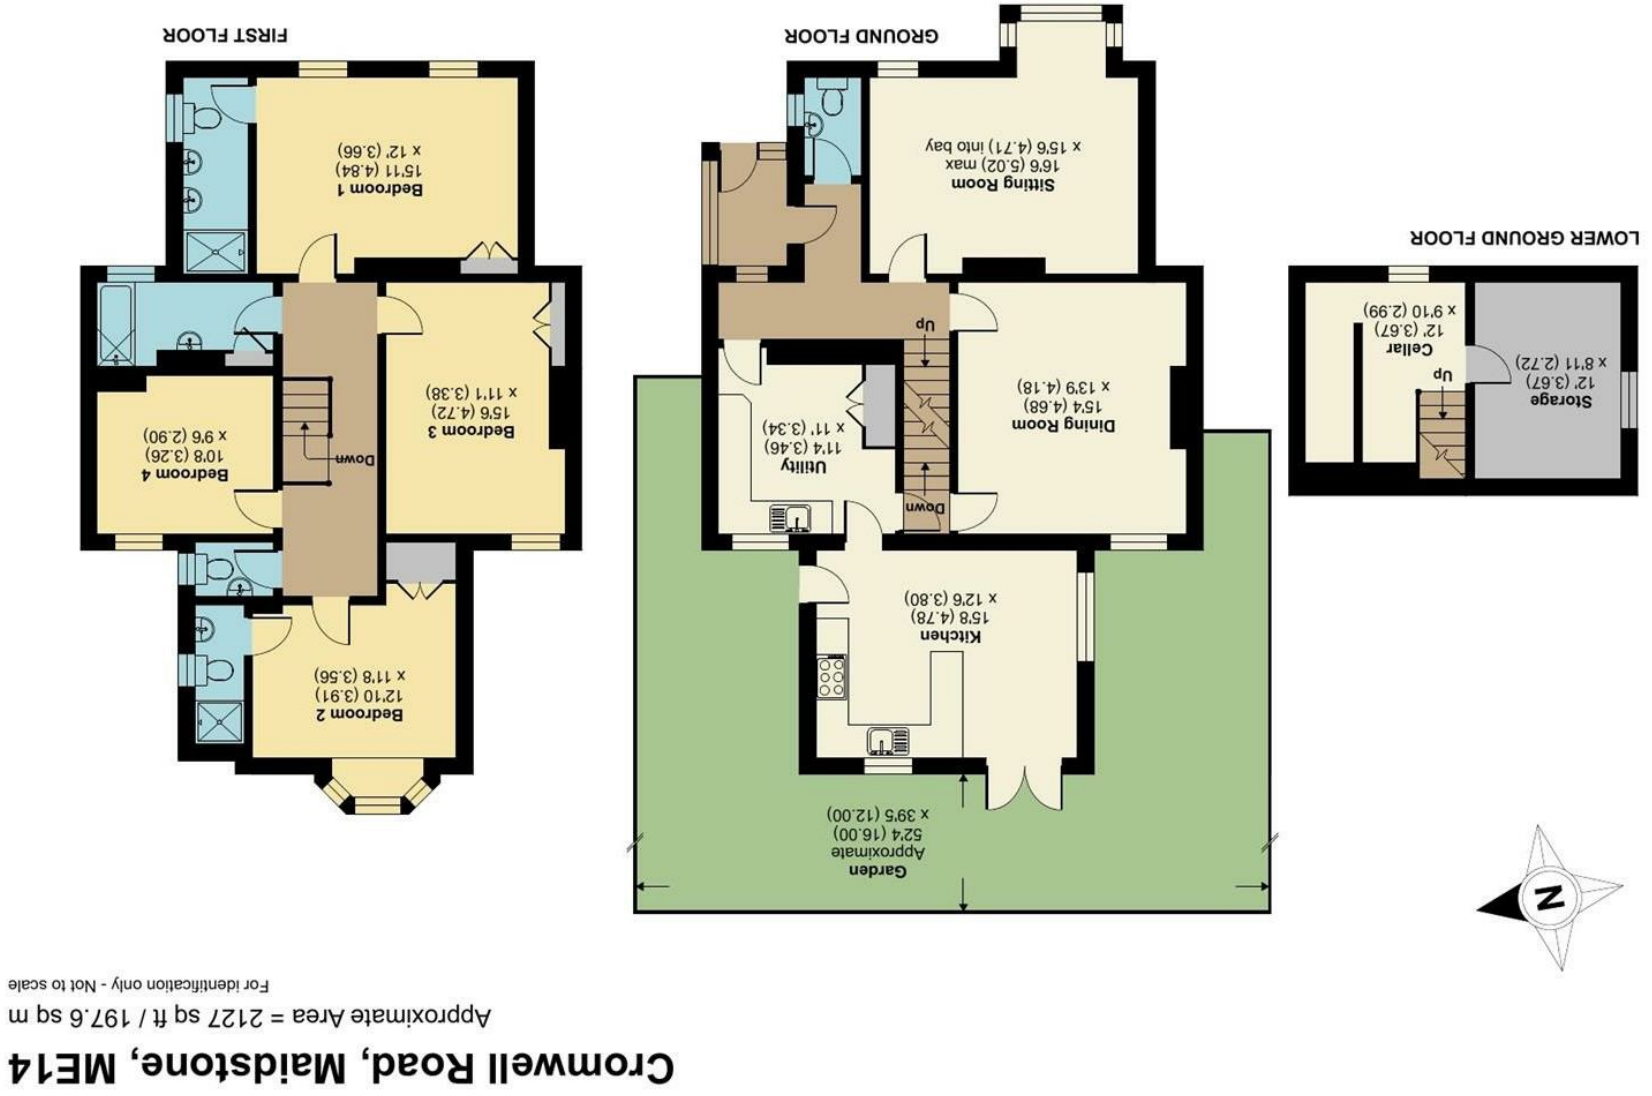 Cromwell Road, Maidstone, ME14
Approximate Area = 2127 sq ft / 197.6 sq m
For identification only - Not to scale
N
Garden
Approximate
52'4 (16.00)
x 39'5 (12.00)
Kitchen
15'8 (4.78)
x 12'6 (3.80)
Down
Utility
11'4 (3.46)
x 11' (3.34)
Dining Room
15'4 (4.68)
x 13'9 (4.18)
Up
Sitting Room
16'6 (5.02) max
x 15'6 (4.71) into bay
GROUND FLOOR
Storage
12' (3.67)
x 8'11 (2.72)
Up
Cellar
12' (3.67)
x 9'10 (2.99)
LOWER GROUND FLOOR
Bedroom 2
12'10 (3.91)
x 11'8 (3.56)
Bedroom 4
10'8 (3.26)
x 9'6 (2.90)
Down
Bedroom 3
15'6 (4.72)
x 11'1 (3.38)
Bedroom 1
15'11 (4.84)
x 12' (3.66)
FIRST FLOOR